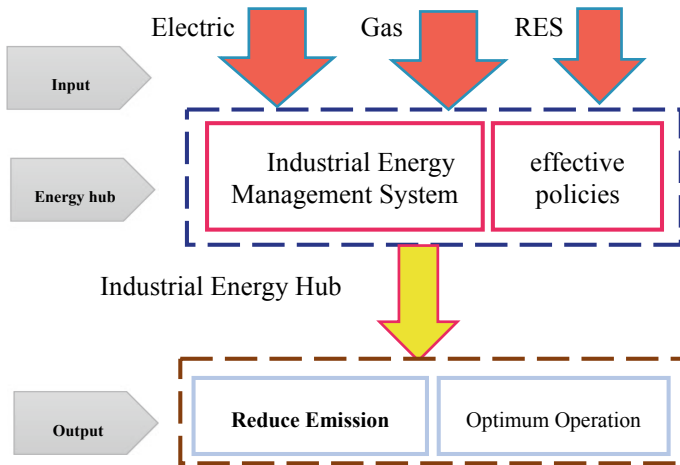 Electric Gas RES
Input
Industrial Energy
Management System
effective
policies
Energy hub
Industrial Energy Hub
Reduce Emission
Optimum Operation
Output